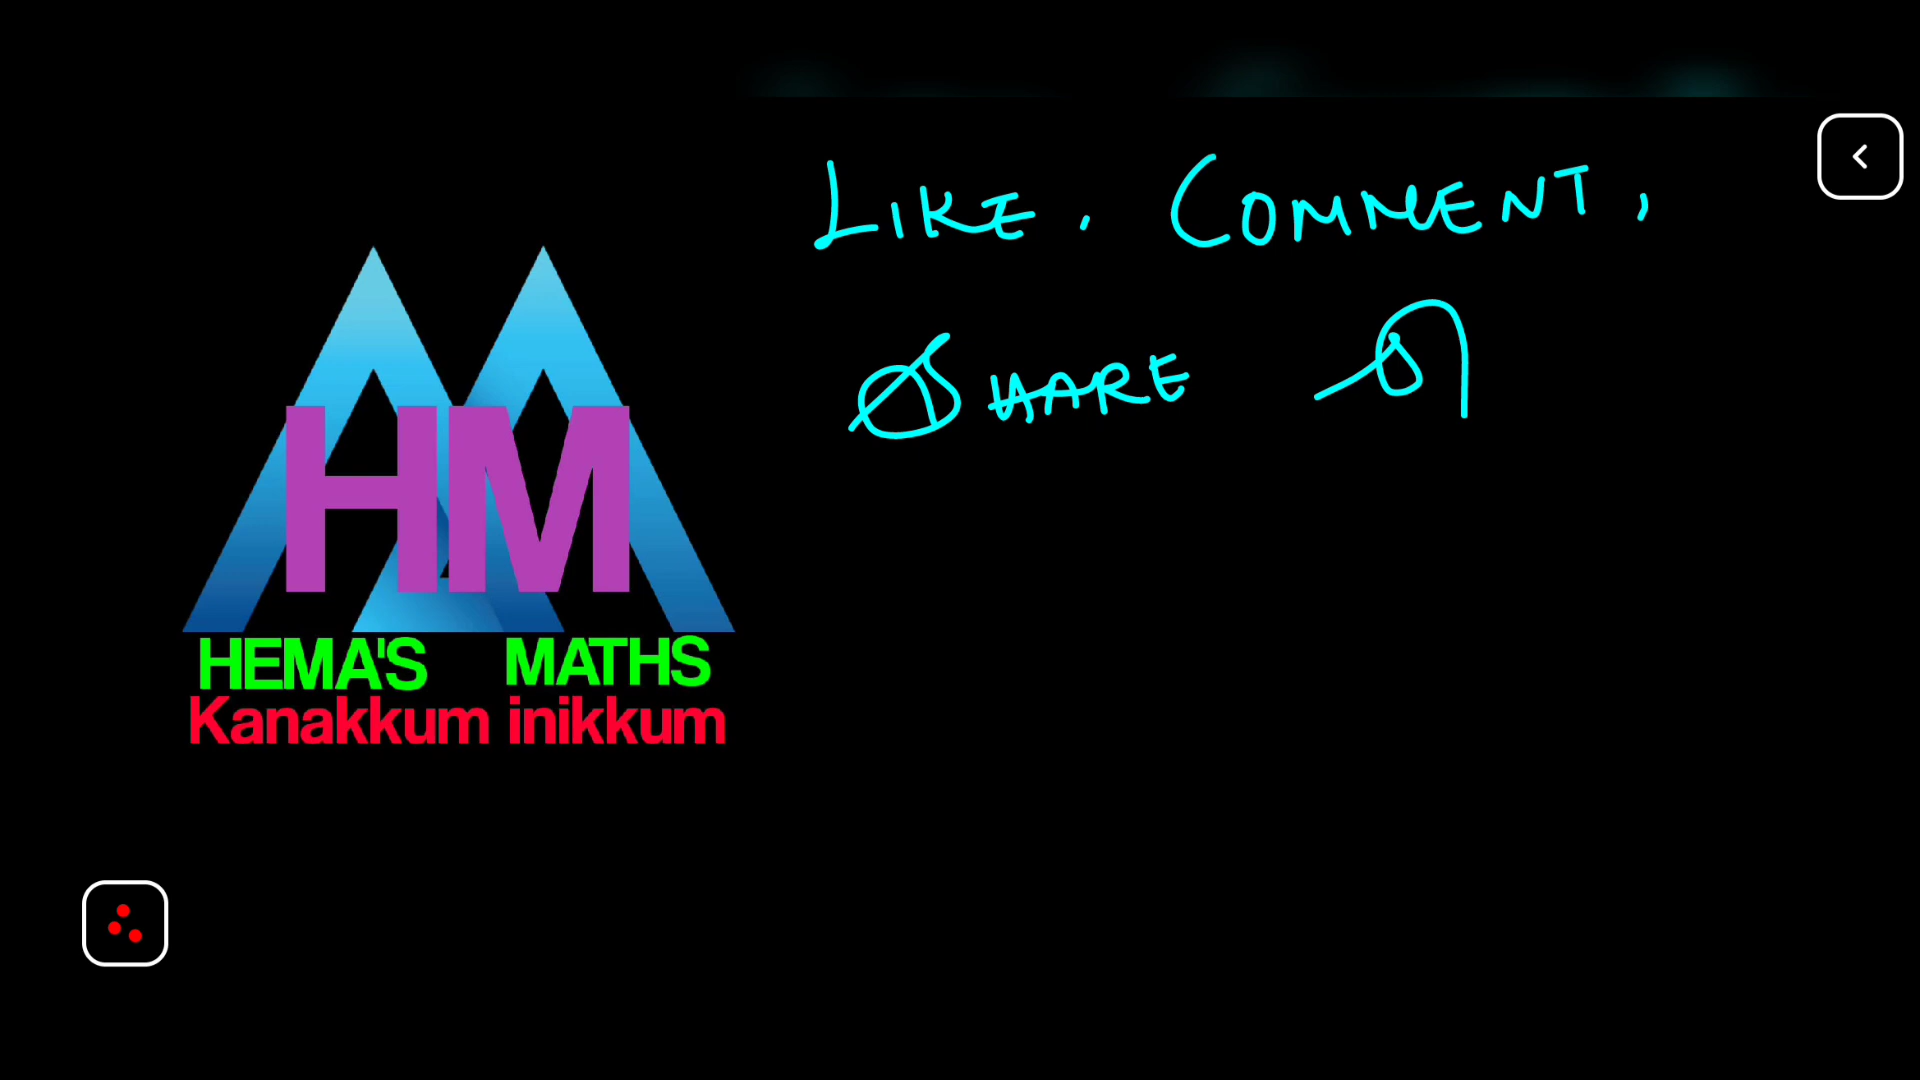 LIKE, COMMENT,
SHARE
HM
HEMA'S MATHS
Kanakkum inikkum